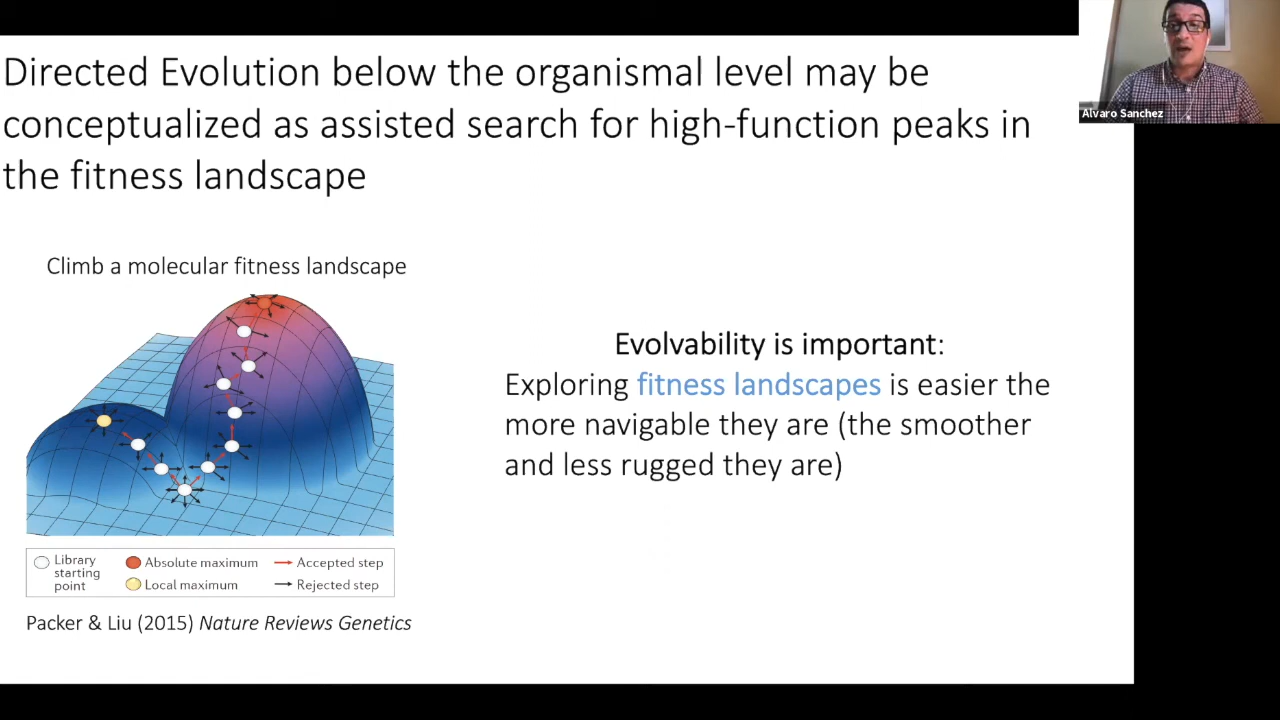 Directed Evolution below the organismal level may be
conceptualized as assisted search for high-function peaks in
the fitness landscape
Alvaro Sanchez
Climb a molecular fitness landscape
Evolvability is important:
Exploring fitness landscapes is easier the
more navigable they are (the smoother
and less rugged they are)
Library
starting
point
Absolute maximum
Local maximum
Accepted step
Rejected step
Packer & Liu (2015) Nature Reviews Genetics